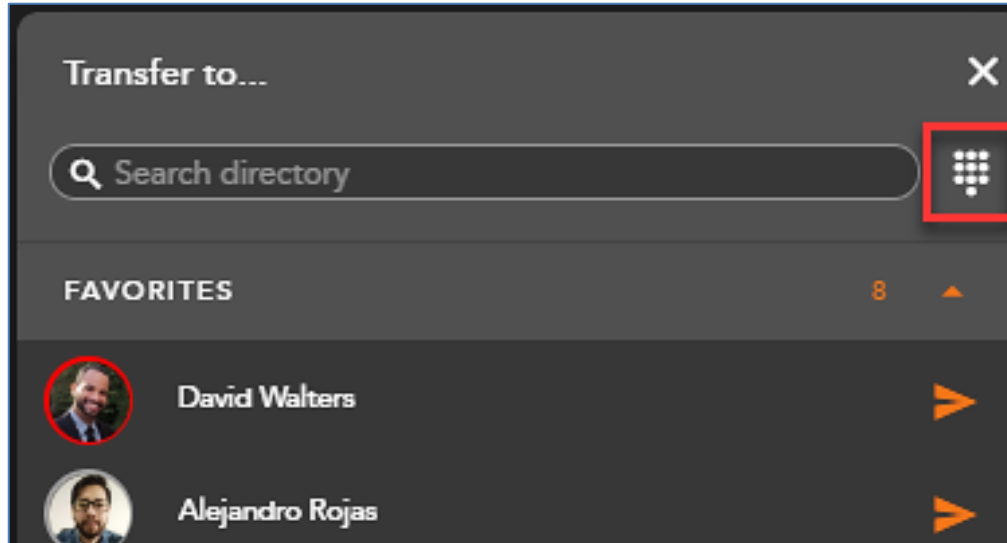 Transfer to...
Search directory
FAVORITES 8
David Walters
Alejandro Rojas